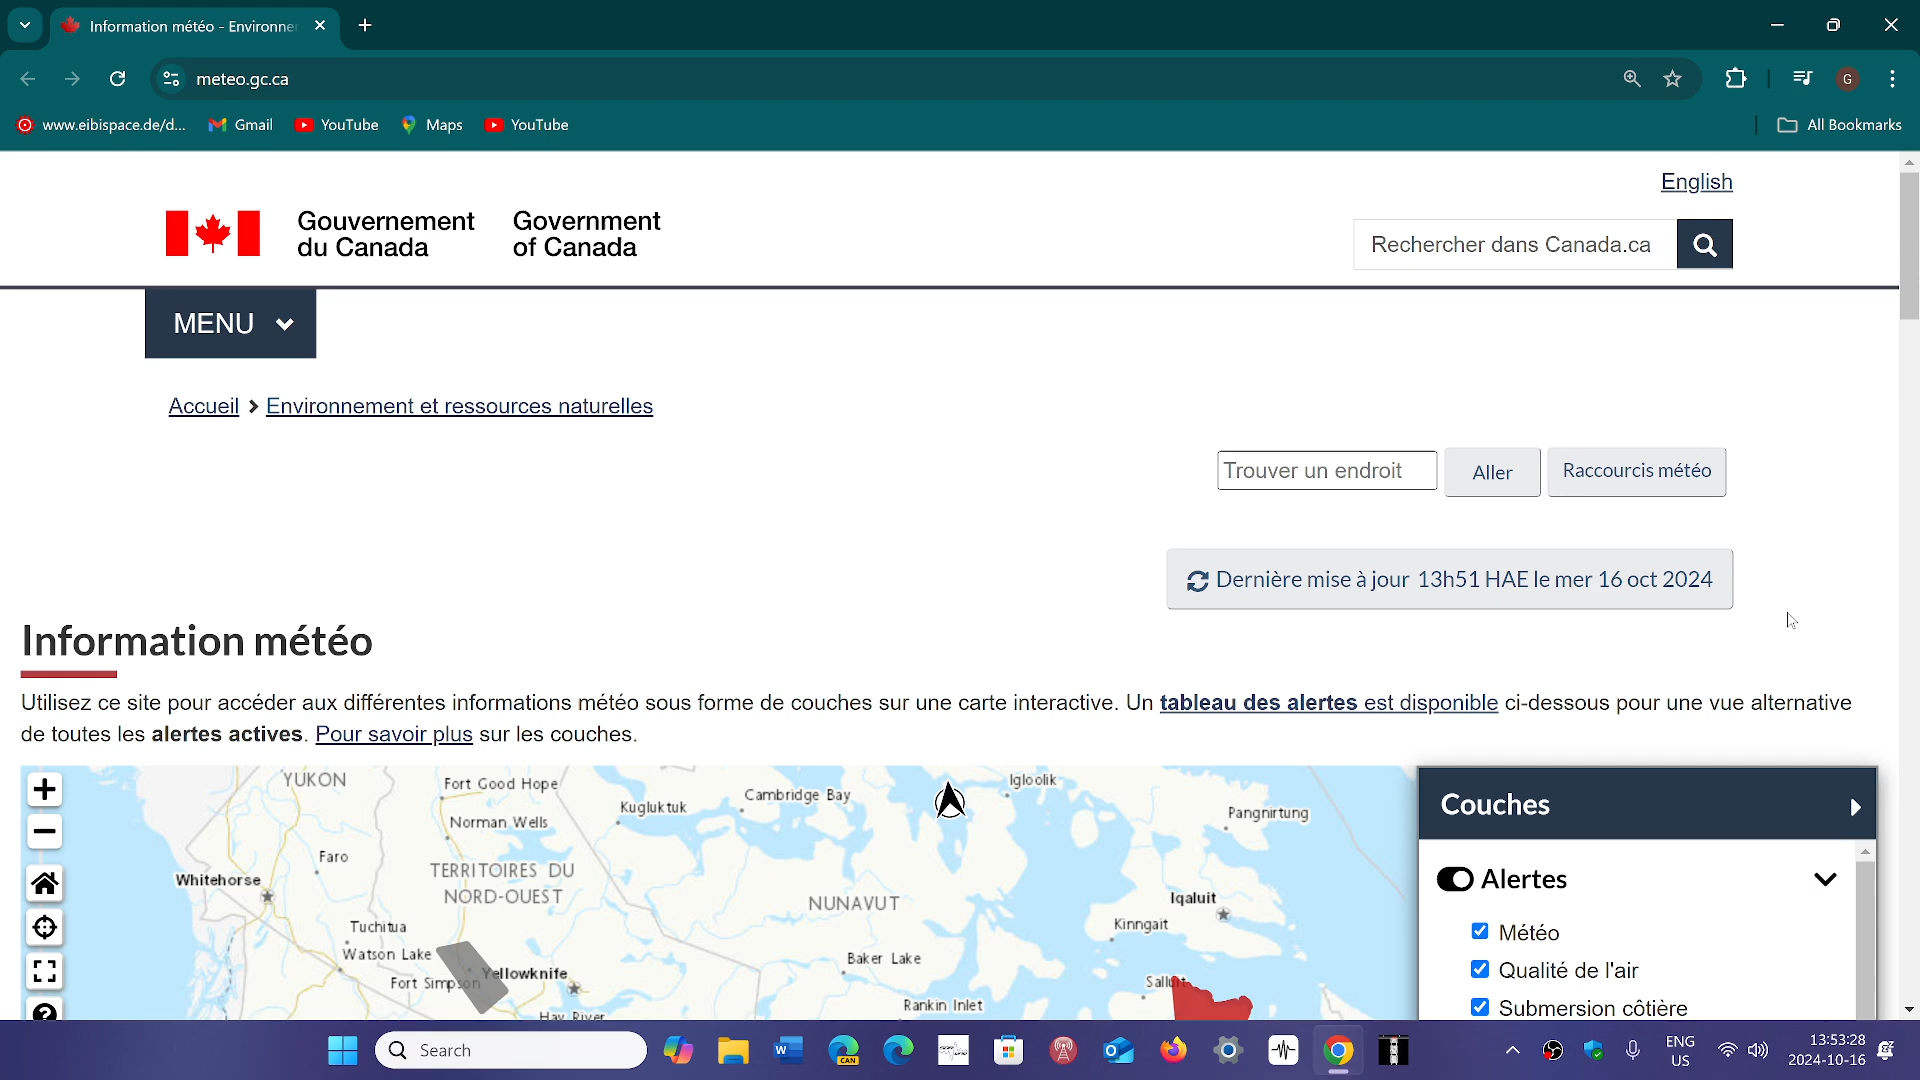 Information météo - Environne
meteo.gc.ca
G
www.eibispace.de/d...
Gmail
YouTube
Maps
YouTube
All Bookmarks
English
Gouvernement
du Canada
Government
of Canada
Rechercher dans Canada.ca
MENU
Accueil
Environnement et ressources naturelles
Trouver un endroit
Aller
Raccourcis météo
Dernière mise à jour 13h51 HAE le mer 16 oct 2024
Information météo
Utilisez ce site pour accéder aux différentes informations météo sous forme de couches sur une carte interactive. Un tableau des alertes est disponible ci-dessous pour une vue alternative
de toutes les alertes actives. Pour savoir plus sur les couches.
YUKON
Fort Good Hope
Igloolik
Cambridge Bay
Kugluktuk
Pangnirtung
Norman Wells
Faro
TERRITOIRES DU
NORD-OUEST
Whitehorse
NUNAVUT
Iqaluit
Kinngait
Tuchitua
Watson Lake
Baker Lake
Yellowknife
Fort Simpson
Salluit
Rankin Inlet
Hay River
Couches
Alertes
Météo
Qualité de l'air
Submersion côtière
Search
CAN
ENG
US
13:53:28
2024-10-16